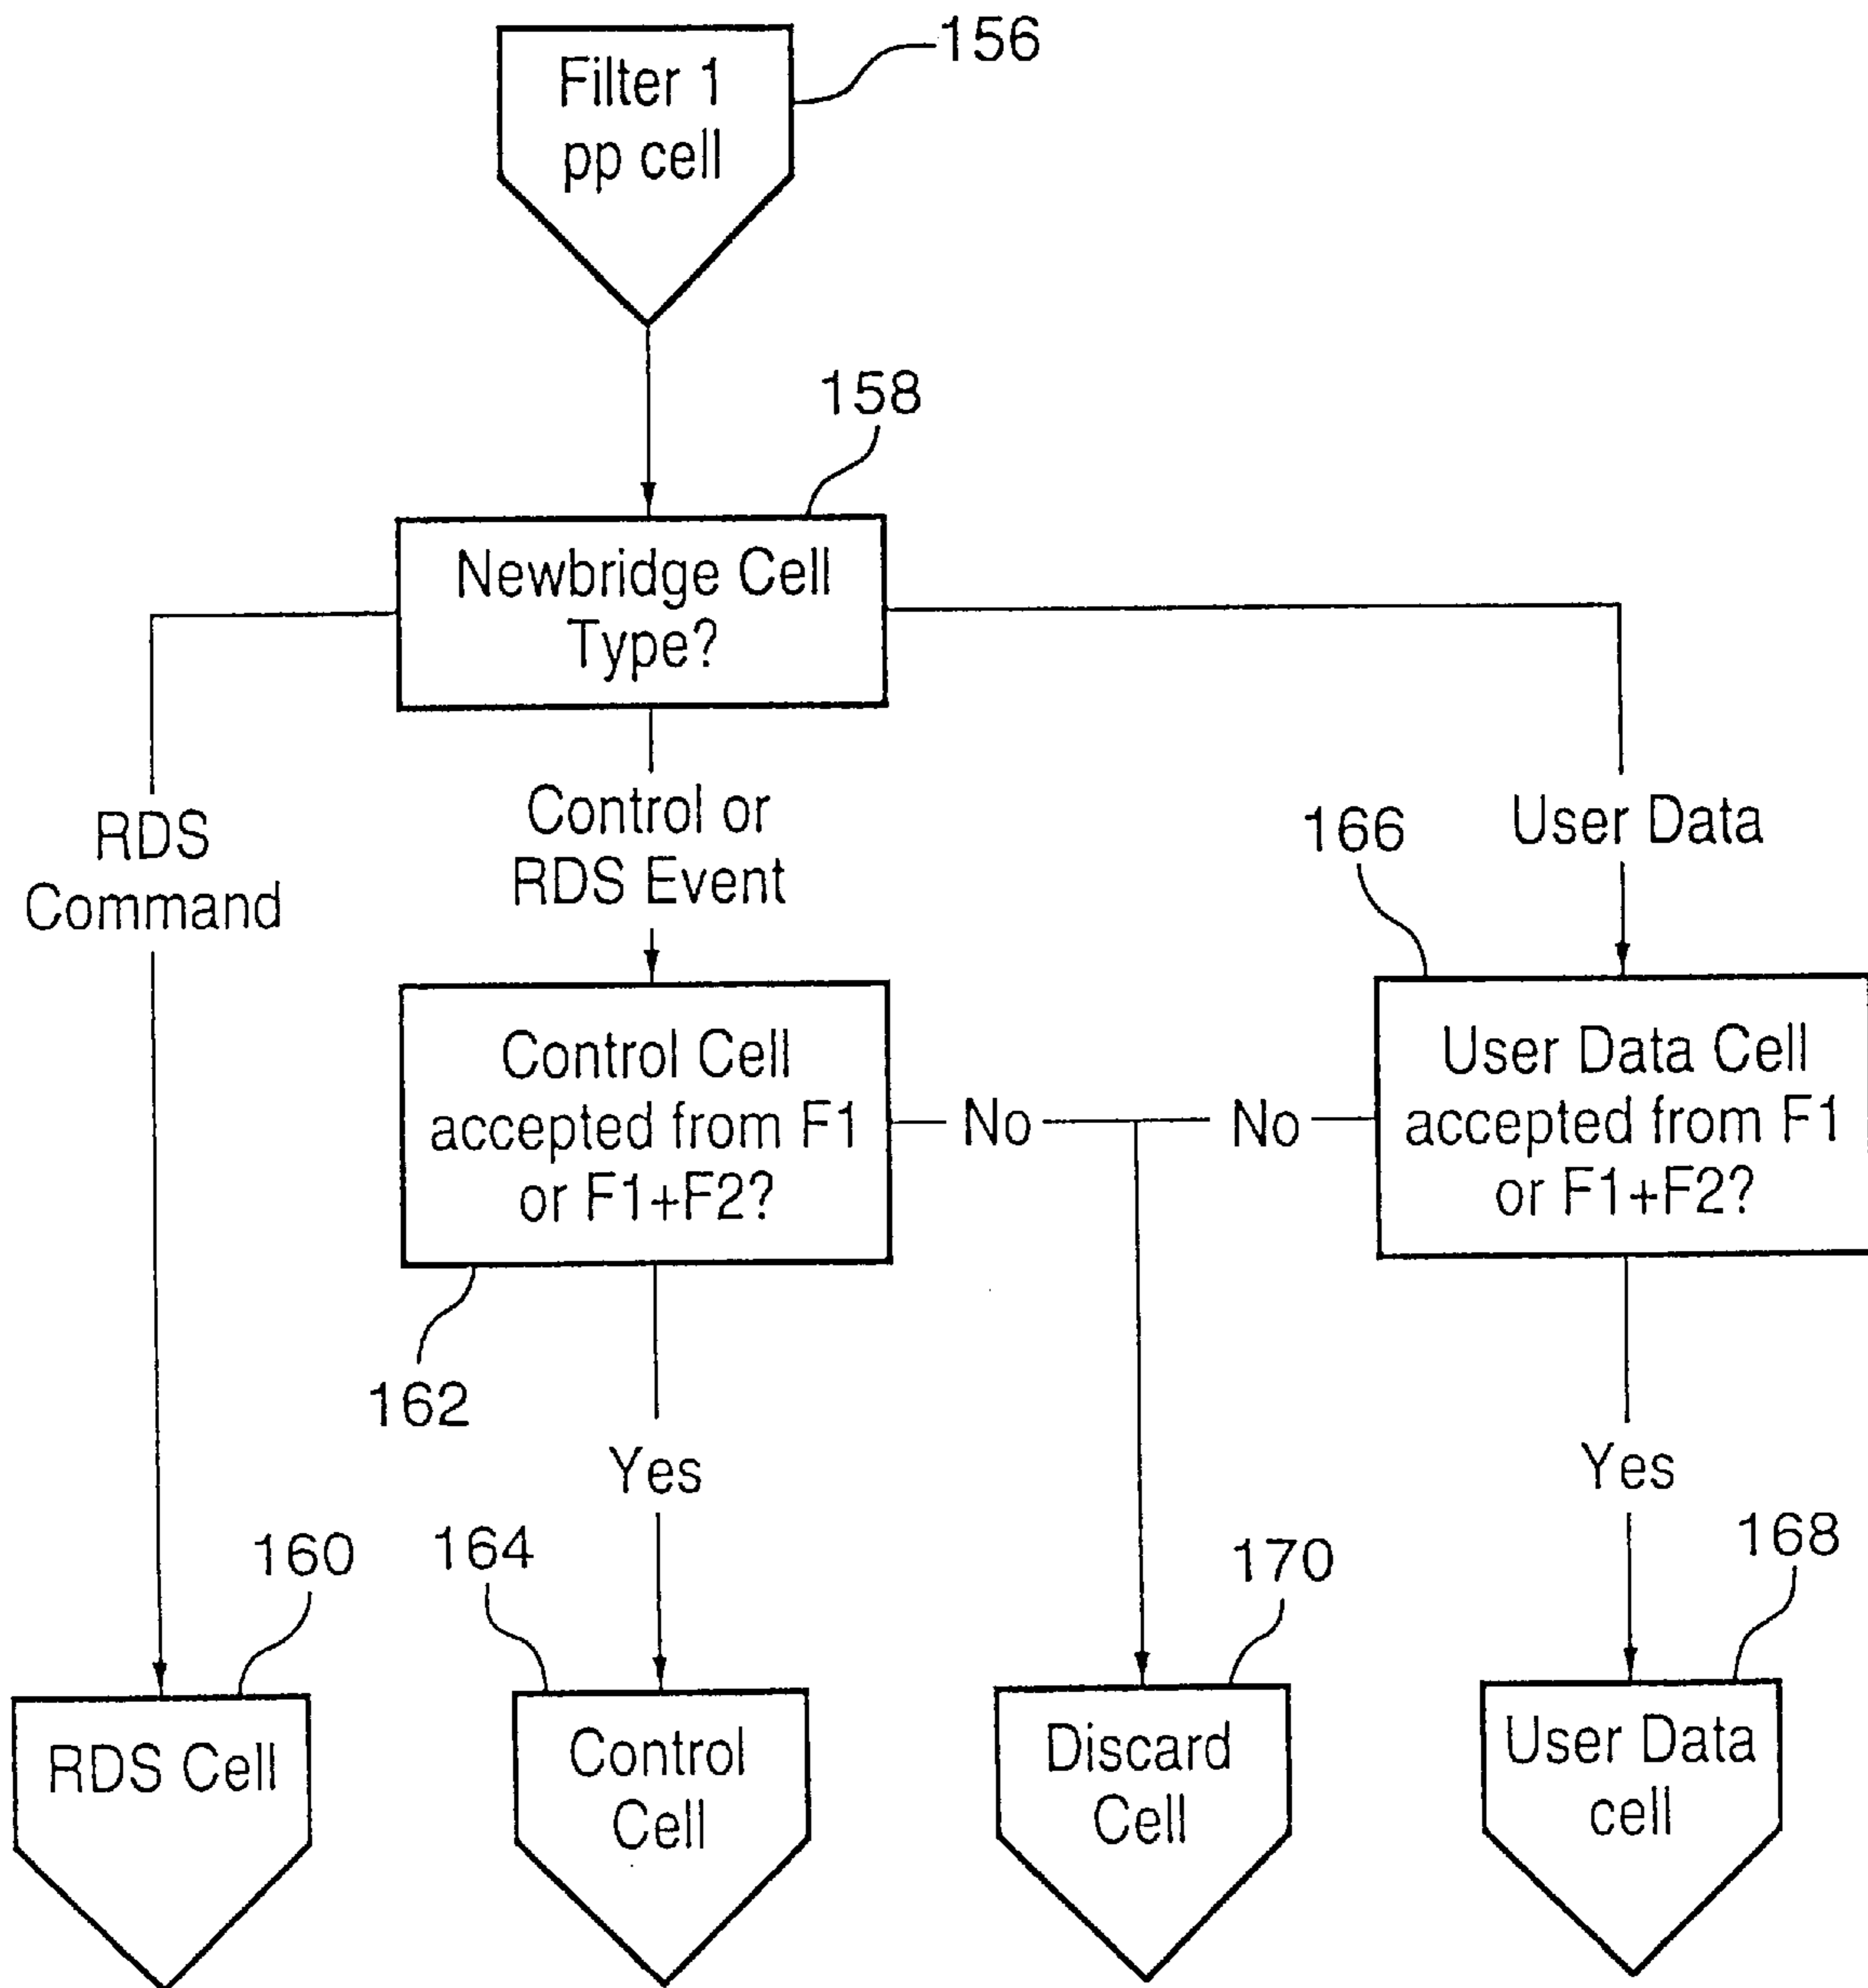 Filter 1
pp cell
156
158
Newbridge Cell
Type?
RDS
Command
Control or
RDS Event
User Data
166
Control Cell
accepted from F1
or F1+F2?
No
No
User Data Cell
accepted from F1
or F1+F2?
162
Yes
Yes
160
164
170
168
RDS Cell
Control
Cell
Discard
Cell
User Data
cell